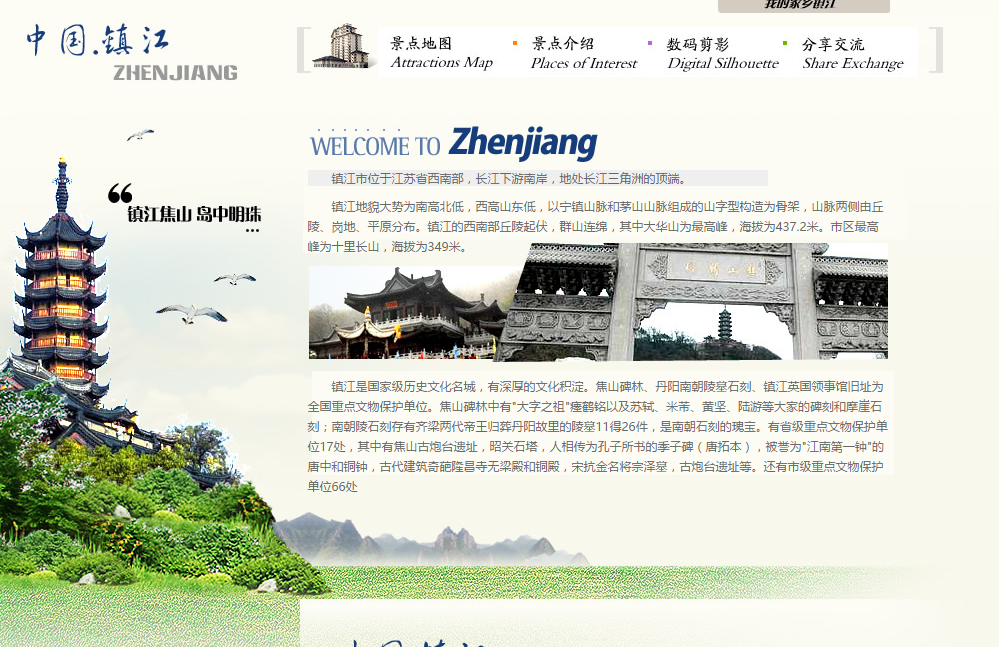 我的家乡镇江
中国.镇江
ZHENJIANG
景点地图
Attractions Map
景点介绍
Places of Interest
数码剪影
Digital Silhouette
分享交流
Share Exchange
WELCOME TO Zhenjiang
镇江市位于江苏省西南部，长江下游南岸，地处长江三角洲的顶端。
“镇江焦山 岛中明珠
...
镇江地貌大势为南高北低，西高山东低，以宁镇山脉和茅山山脉组成的山字型构造为骨架，山脉两侧由丘
陵、岗地、平原分布。镇江的西南部丘陵起伏，群山连绵，其中大华山为最高峰，海拔为437.2米。市区最高
峰为十里长山，海拔为349米。
镇江是国家级历史文化名城，有深厚的文化积淀。焦山碑林、丹阳南朝陵墓石刻、镇江英国领事馆旧址为
全国重点文物保护单位。焦山碑林中有"大字之祖"瘗鹤铭以及苏轼、米芾、黄坚、陆游等大家的碑刻和摩崖石
刻；南朝陵石刻存有齐梁两代帝王归葬丹阳故里的陵墓11得26件，是南朝石刻的瑰宝。有省级重点文物保护单
位17处，其中有焦山古炮台遗址，昭关石塔，人相传为孔子所书的季子碑（唐拓本），被誉为"江南第一钟"的
唐中和铜钟，古代建筑奇葩隆昌寺无梁殿和铜殿，宋抗金名将宗泽墓，古炮台遗址等。还有市级重点文物保护
单位66处